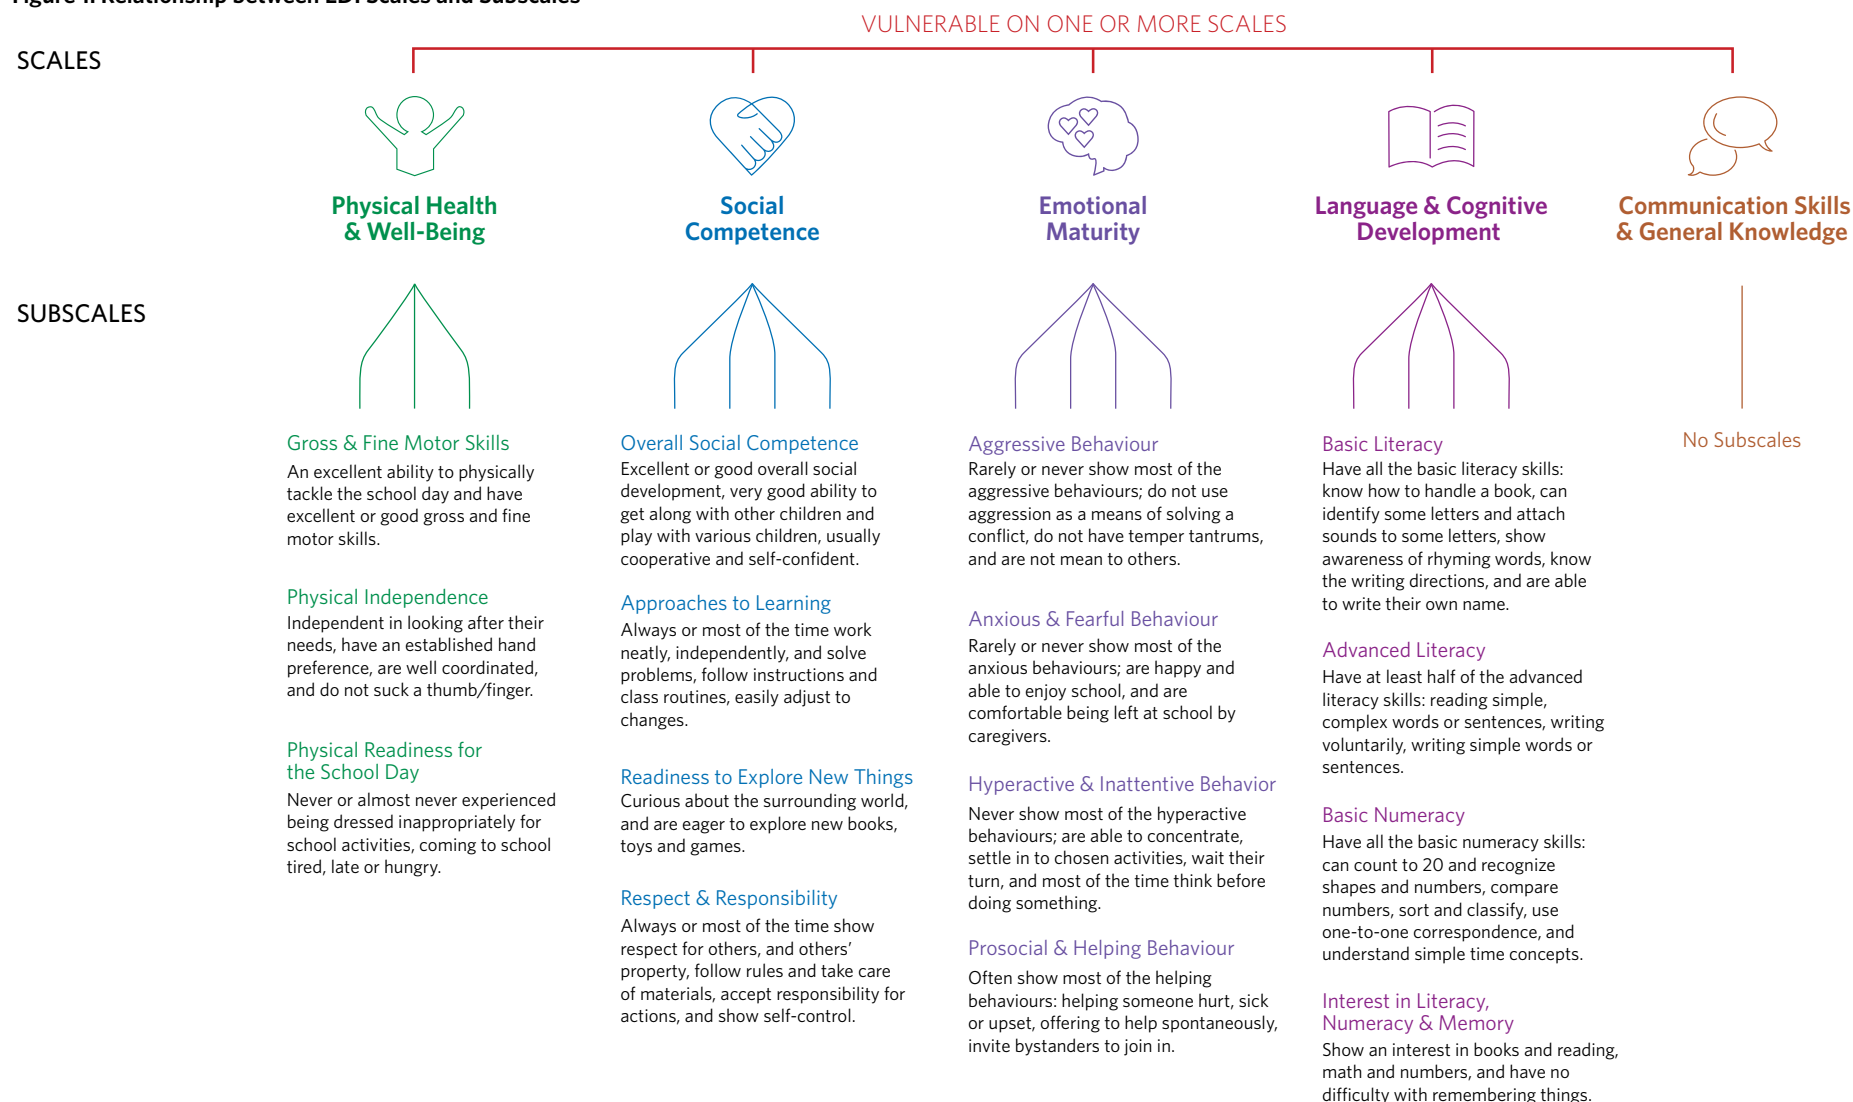 Figure 1. Relationship between EDI Scales and Subscales
VULNERABLE ON ONE OR MORE SCALES
SCALES
Physical Health
& Well-Being
Social
Competence
Emotional
Maturity
Language & Cognitive
Development
Communication Skills
& General Knowledge
SUBSCALES
Gross & Fine Motor Skills
An excellent ability to physically
tackle the school day and have
excellent or good gross and fine
motor skills.
Physical Independence
Independent in looking after their
needs, have an established hand
preference, are well coordinated,
and do not suck a thumb/finger.
Physical Readiness for
the School Day
Never or almost never experienced
being dressed inappropriately for
school activities, coming to school
tired, late or hungry.
Overall Social Competence
Excellent or good overall social
development, very good ability to
get along with other children and
play with various children, usually
cooperative and self-confident.
Approaches to Learning
Always or most of the time work
neatly, independently, and solve
problems, follow instructions and
class routines, easily adjust to
changes.
Readiness to Explore New Things
Curious about the surrounding world,
and are eager to explore new books,
toys and games.
Respect & Responsibility
Always or most of the time show
respect for others, and others’
property, follow rules and take care
of materials, accept responsibility for
actions, and show self-control.
Aggressive Behaviour
Rarely or never show most of the
aggressive behaviours; do not use
aggression as a means of solving a
conflict, do not have temper tantrums,
and are not mean to others.
Anxious & Fearful Behaviour
Rarely or never show most of the
anxious behaviours; are happy and
able to enjoy school, and are
comfortable being left at school by
caregivers.
Hyperactive & Inattentive Behavior
Never show most of the hyperactive
behaviours; are able to concentrate,
settle in to chosen activities, wait their
turn, and most of the time think before
doing something.
Prosocial & Helping Behaviour
Often show most of the helping
behaviours: helping someone hurt, sick
or upset, offering to help spontaneously,
invite bystanders to join in.
Basic Literacy
Have all the basic literacy skills:
know how to handle a book, can
identify some letters and attach
sounds to some letters, show
awareness of rhyming words, know
the writing directions, and are able
to write their own name.
Advanced Literacy
Have at least half of the advanced
literacy skills: reading simple,
complex words or sentences, writing
voluntarily, writing simple words or
sentences.
Basic Numeracy
Have all the basic numeracy skills:
can count to 20 and recognize
shapes and numbers, compare
numbers, sort and classify, use
one-to-one correspondence, and
understand simple time concepts.
Interest in Literacy,
Numeracy & Memory
Show an interest in books and reading,
math and numbers, and have no
difficulty with remembering things.
No Subscales